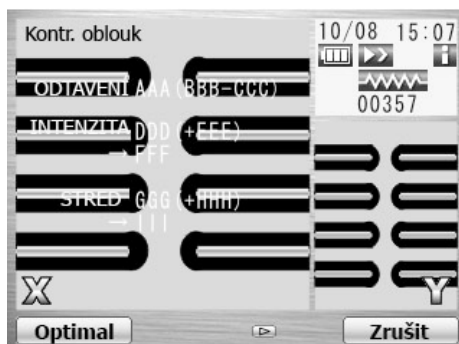 Kontr. oblouk
10/08 15:07
00357
ODTAVENÍ AAA(BBB-CCC)
INTENZITA DDD(+EEE)
→FFF
STRED GGG(+HHH)
→III
X
Y
Optimal
Zrušit